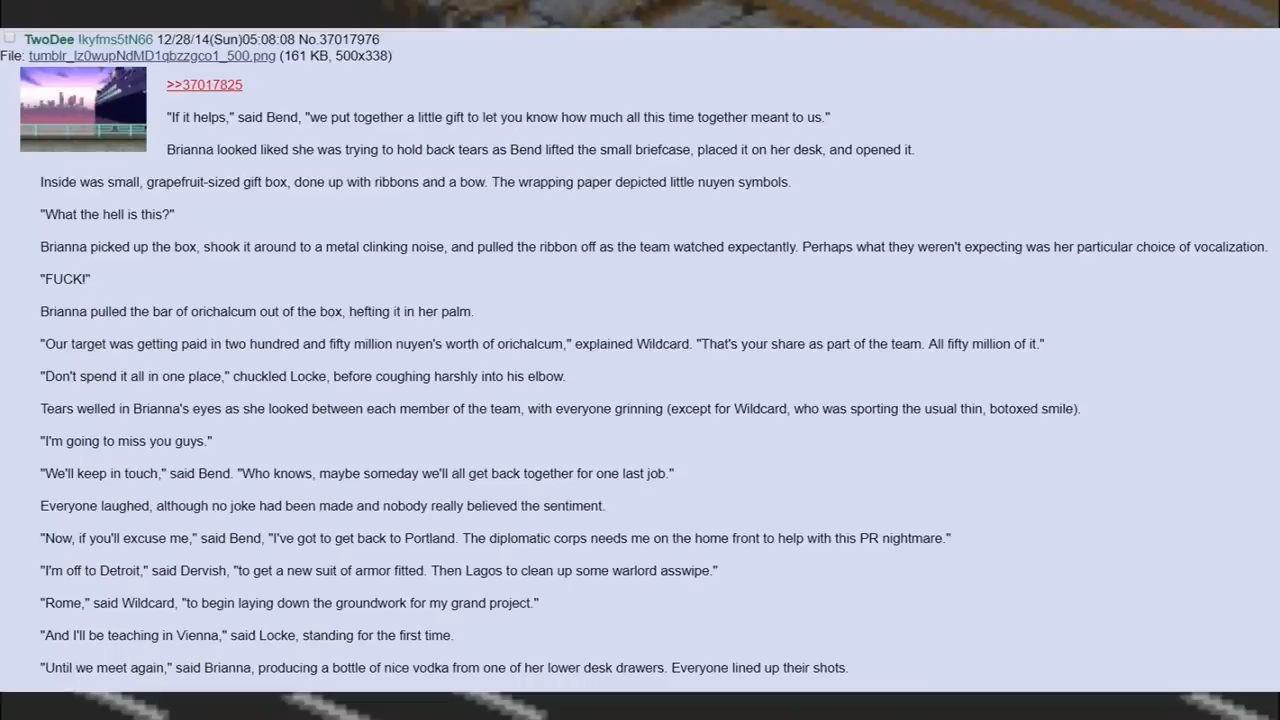 TwoDee !kyfms5tN66 12/28/14(Sun)05:08:08 No.37017976
File: tumblr_lz0wupNdMD1qbzzgco1_500.png (161 KB, 500x338)
>>37017825
"If it helps," said Bend, "we put together a little gift to let you know how much all this time together meant to us."
Brianna looked liked she was trying to hold back tears as Bend lifted the small briefcase, placed it on her desk, and opened it.
Inside was small, grapefruit-sized gift box, done up with ribbons and a bow. The wrapping paper depicted little nuyen symbols.
"What the hell is this?"
Brianna picked up the box, shook it around to a metal clinking noise, and pulled the ribbon off as the team watched expectantly. Perhaps what they weren't expecting was her particular choice of vocalization.
"FUCK!"
Brianna pulled the bar of orichalcum out of the box, hefting it in her palm.
"Our target was getting paid in two hundred and fifty million nuyen's worth of orichalcum," explained Wildcard. "That's your share as part of the team. All fifty million of it."
"Don't spend it all in one place," chuckled Locke, before coughing harshly into his elbow.
Tears welled in Brianna's eyes as she looked between each member of the team, with everyone grinning (except for Wildcard, who was sporting the usual thin, botoxed smile).
"I'm going to miss you guys."
"We'll keep in touch," said Bend. "Who knows, maybe someday we'll all get back together for one last job."
Everyone laughed, although no joke had been made and nobody really believed the sentiment.
"Now, if you'll excuse me," said Bend, "I've got to get back to Portland. The diplomatic corps needs me on the home front to help with this PR nightmare."
"I'm off to Detroit," said Dervish, "to get a new suit of armor fitted. Then Lagos to clean up some warlord asswipe."
"Rome," said Wildcard, "to begin laying down the groundwork for my grand project."
"And I'll be teaching in Vienna," said Locke, standing for the first time.
"Until we meet again," said Brianna, producing a bottle of nice vodka from one of her lower desk drawers. Everyone lined up their shots.